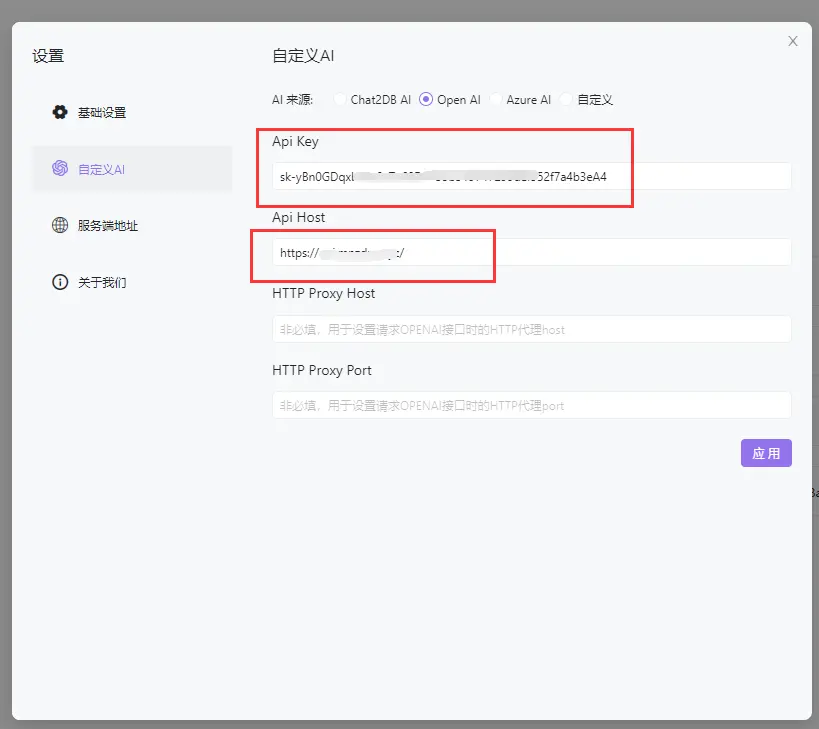 设置
自定义AI
AI 来源: Chat2DB AI Open AI Azure AI 自定义
基础设置
自定义AI
服务端地址
关于我们
Api Key
sk-yBn0GDqxl 52f7a4b3eA4
Api Host
https:// :/
HTTP Proxy Host
非必填，用于设置请求OPENAI接口时的HTTP代理host
HTTP Proxy Port
非必填，用于设置请求OPENAI接口时的HTTP代理port
应用